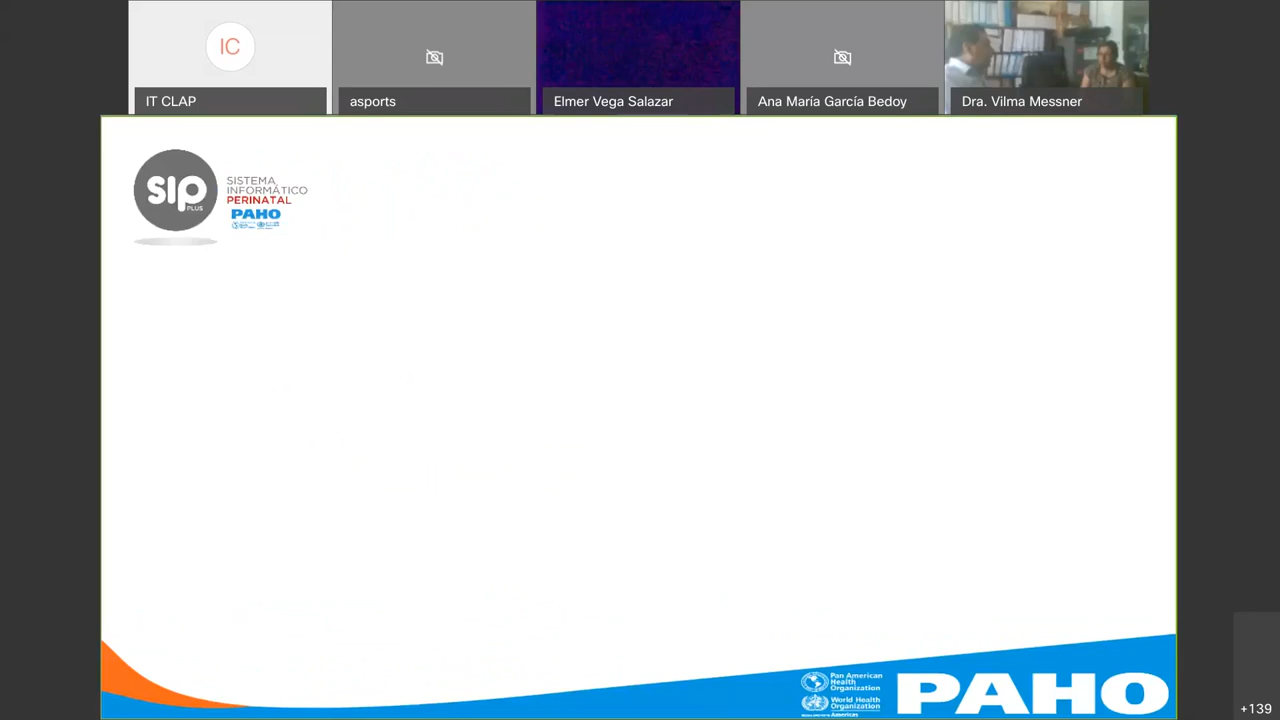 IC
IT CLAP
asports
Elmer Vega Salazar
Ana María García Bedoy
Dra. Vilma Messner
sip
PLUS
SISTEMA
INFORMÁTICO
PERINATAL
PAHO
Pan American
Health
Organization
World Health
Organization
Americas
PAHO
+139